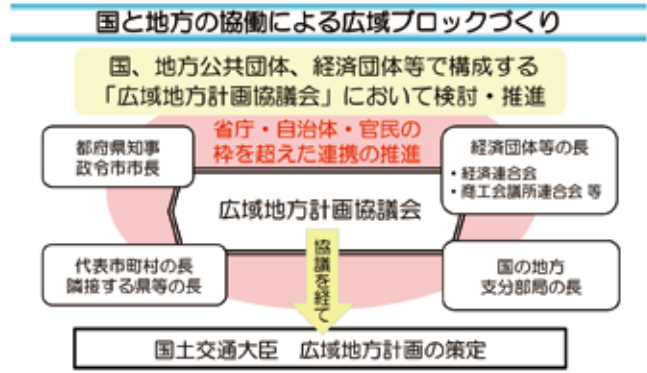 国と地方の協働による広域ブロックづくり
国、地方公共団体、経済団体等で構成する
「広域地方計画協議会」において検討・推進
省庁・自治体・官民の
枠を超えた連携の推進
都府県知事
政令市市長
経済団体等の長
・経済連合会
・商工会議所連合会 等
広域地方計画協議会
代表市町村の長
隣接する県等の長
協議を経て
国の地方
支分部局の長
国土交通大臣　広域地方計画の策定